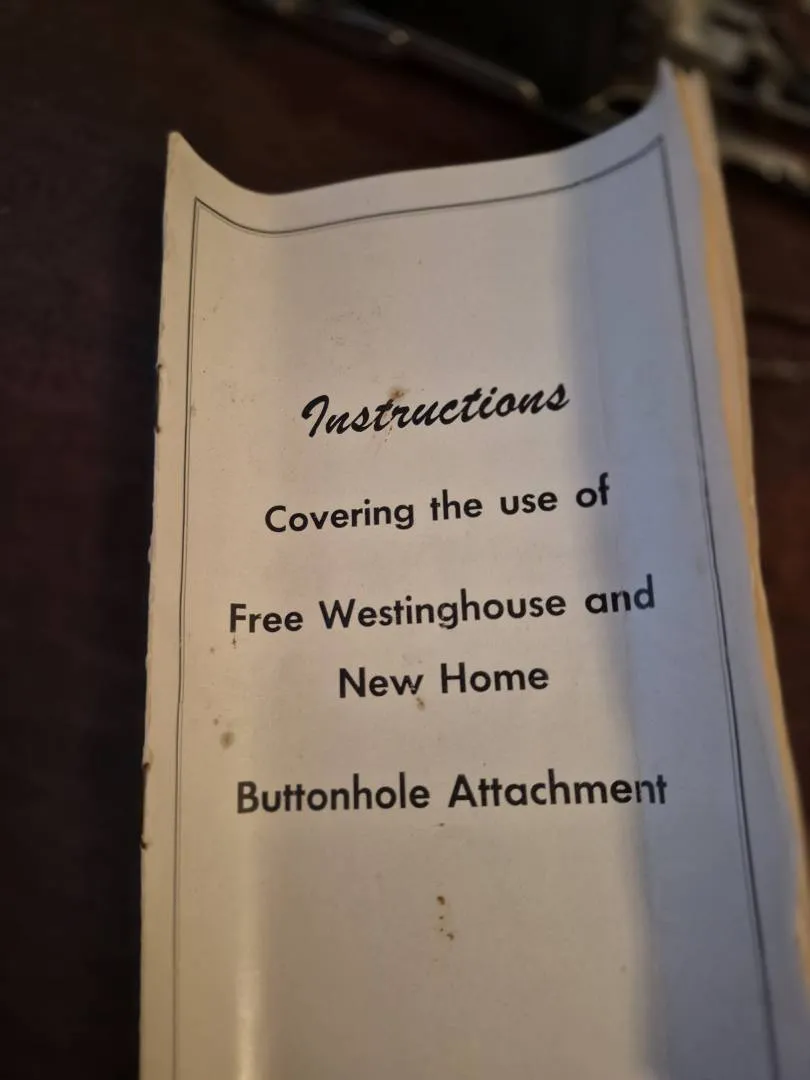 Instructions
Covering the use of
Free Westinghouse and
New Home
Buttonhole Attachment